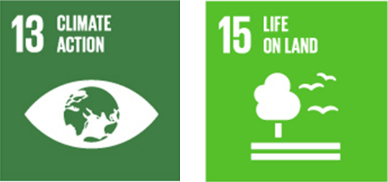 13 CLIMATE
ACTION
15 LIFE
ON LAND